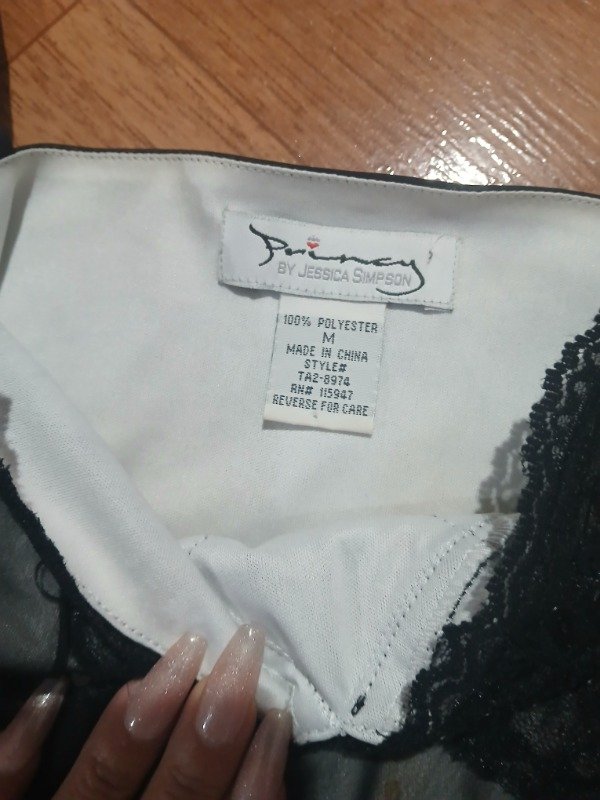 Princy
BY JESSICA SIMPSON
100% POLYESTER
M
MADE IN CHINA
STYLE#
TA2-8974
RN# 115947
REVERSE FOR CARE